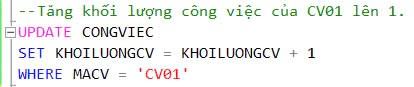 --Tăng khối lượng công việc của CV01 lên 1.
UPDATE CONGVIEC
SET KHOILUONGCV = KHOILUONGCV + 1
WHERE MACV = 'CV01'